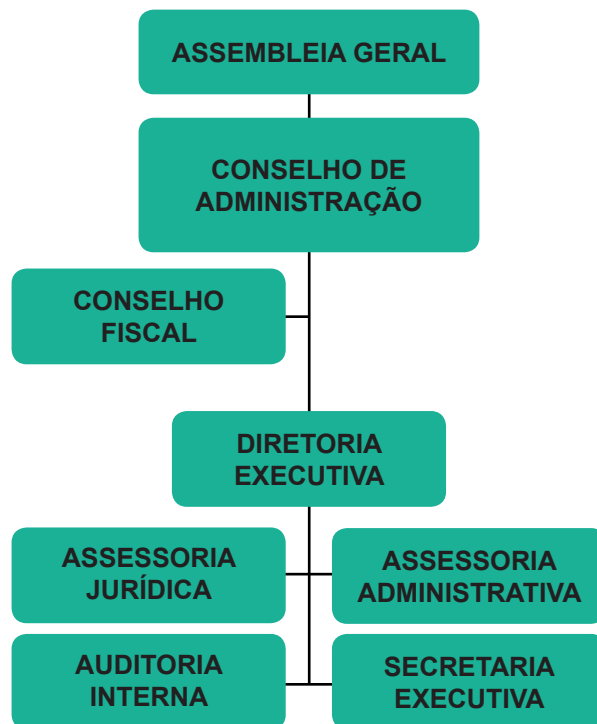 ASSEMBLEIA GERAL
CONSELHO DE
ADMINISTRAÇÃO
CONSELHO
FISCAL
DIRETORIA
EXECUTIVA
ASSESSORIA
JURÍDICA
ASSESSORIA
ADMINISTRATIVA
AUDITORIA
INTERNA
SECRETARIA
EXECUTIVA